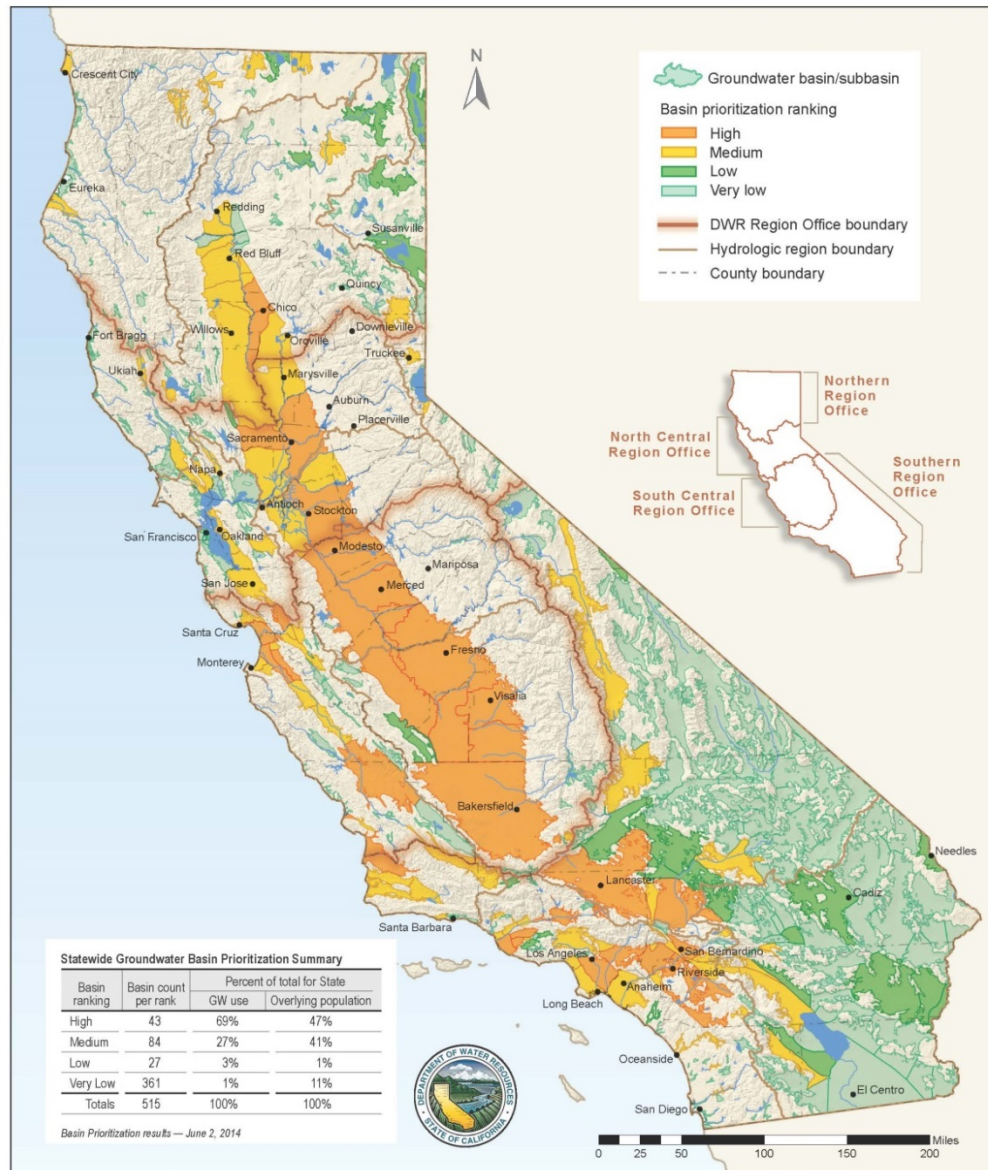 N
Crescent City
Eureka
Redding
Red Bluff
Susanville
Chico
Quincy
Willows
Oroville
Downieville
Fort Bragg
Ukiah
Truckee
Marysville
Auburn
Placerville
Sacramento
Napa
Antioch
Stockton
San Francisco
Oakland
Modesto
Mariposa
San Jose
Merced
Santa Cruz
Fresno
Monterey
Visalia
Bakersfield
Needles
Lancaster
Cadiz
Santa Barbara
Los Angeles
San Bernardino
Riverside
Anaheim
Long Beach
Oceanside
El Centro
San Diego
Groundwater basin/subbasin
Basin prioritization ranking
High
Medium
Low
Very low
DWR Region Office boundary
Hydrologic region boundary
County boundary
Northern
Region
Office
North Central
Region Office
Southern
Region
Office
South Central
Region Office
Statewide Groundwater Basin Prioritization Summary
Basin ranking Basin count per rank Percent of total for State
GW use Overlying population
High 43 69% 47%
Medium 84 27% 41%
Low 27 3% 1%
Very Low 361 1% 11%
Totals 515 100% 100%
Basin Prioritization results — June 2, 2014
DEPARTMENT OF WATER RESOURCES
STATE OF CALIFORNIA
0 25 50 100 150 200 Miles